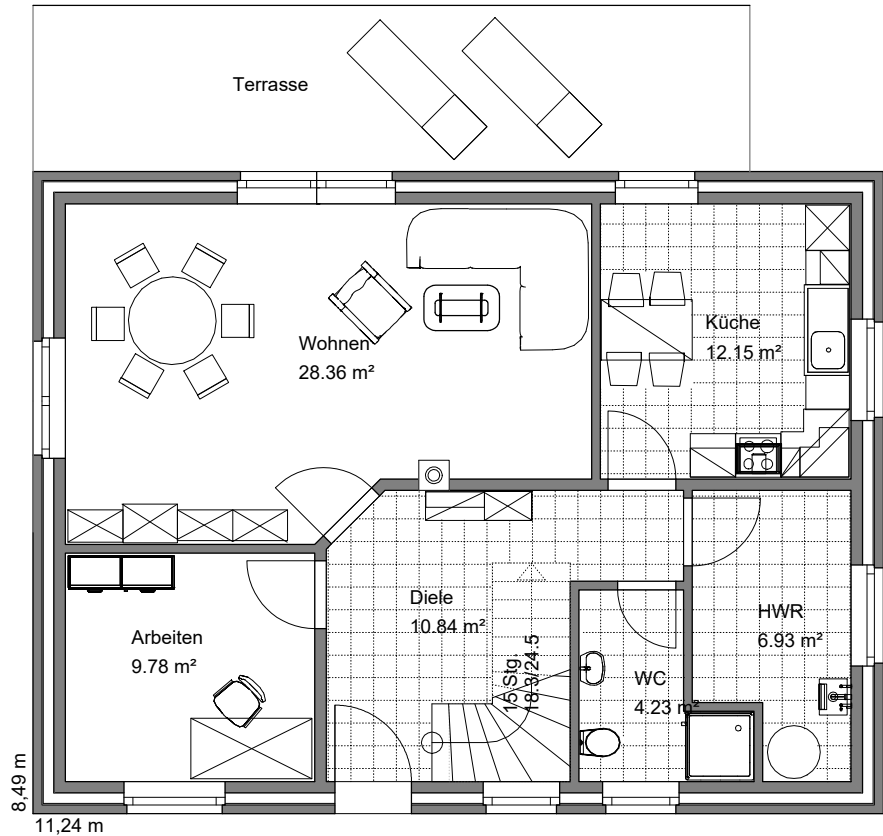 Terrasse
Wohnen
28.36 m²
Küche
12.15 m²
Diele
10.84 m²
15 Stg.
18.3/24.5
HWR
6.93 m²
Arbeiten
9.78 m²
WC
4.23 m²
8,49 m
11,24 m